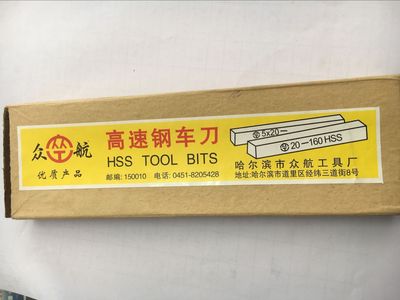 众 航
优质产品
高速钢车刀
HSS TOOL BITS
邮编: 150010 电话: 0451-8205428
5x20—
20—160 HSS
哈尔滨市众航工具厂
地址:哈尔滨市道里区经纬三道街8号